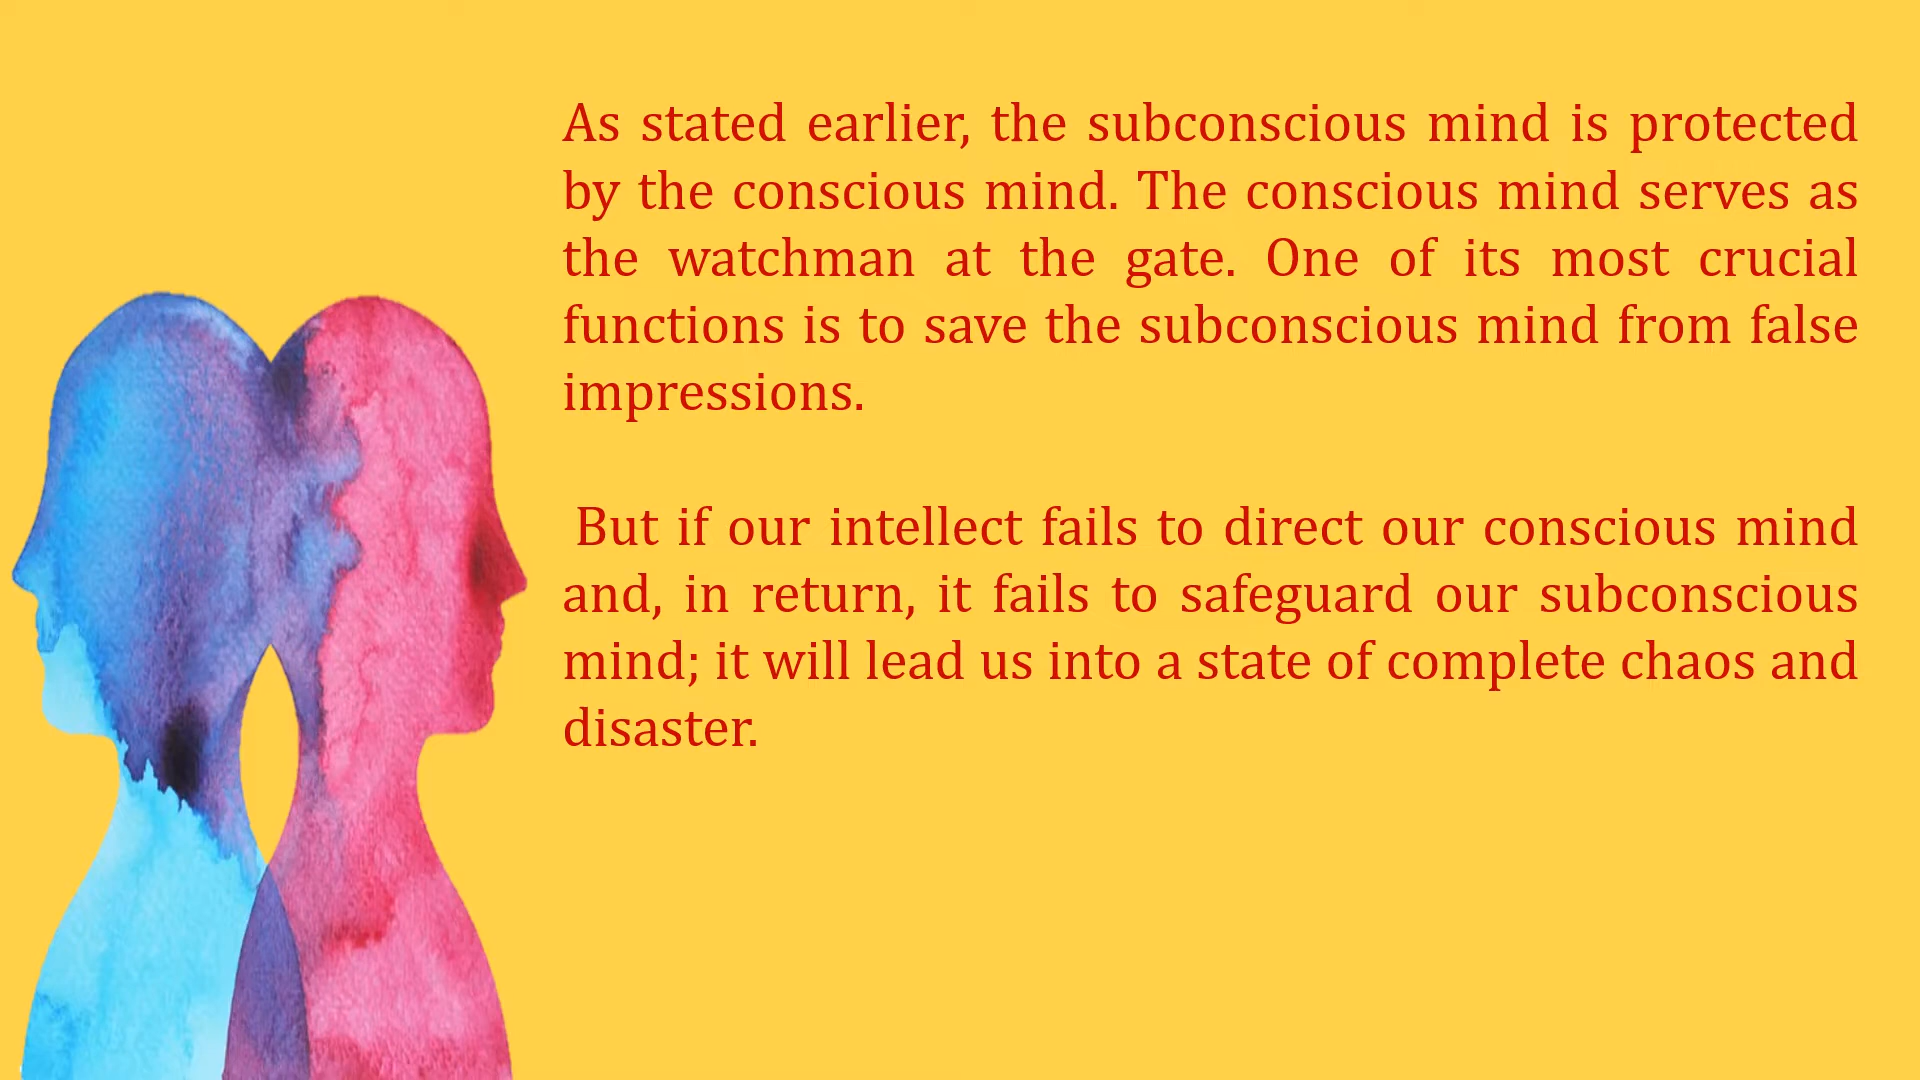 As stated earlier, the subconscious mind is protected
by the conscious mind. The conscious mind serves as
the watchman at the gate. One of its most crucial
functions is to save the subconscious mind from false
impressions.
But if our intellect fails to direct our conscious mind
and, in return, it fails to safeguard our subconscious
mind; it will lead us into a state of complete chaos and
disaster.